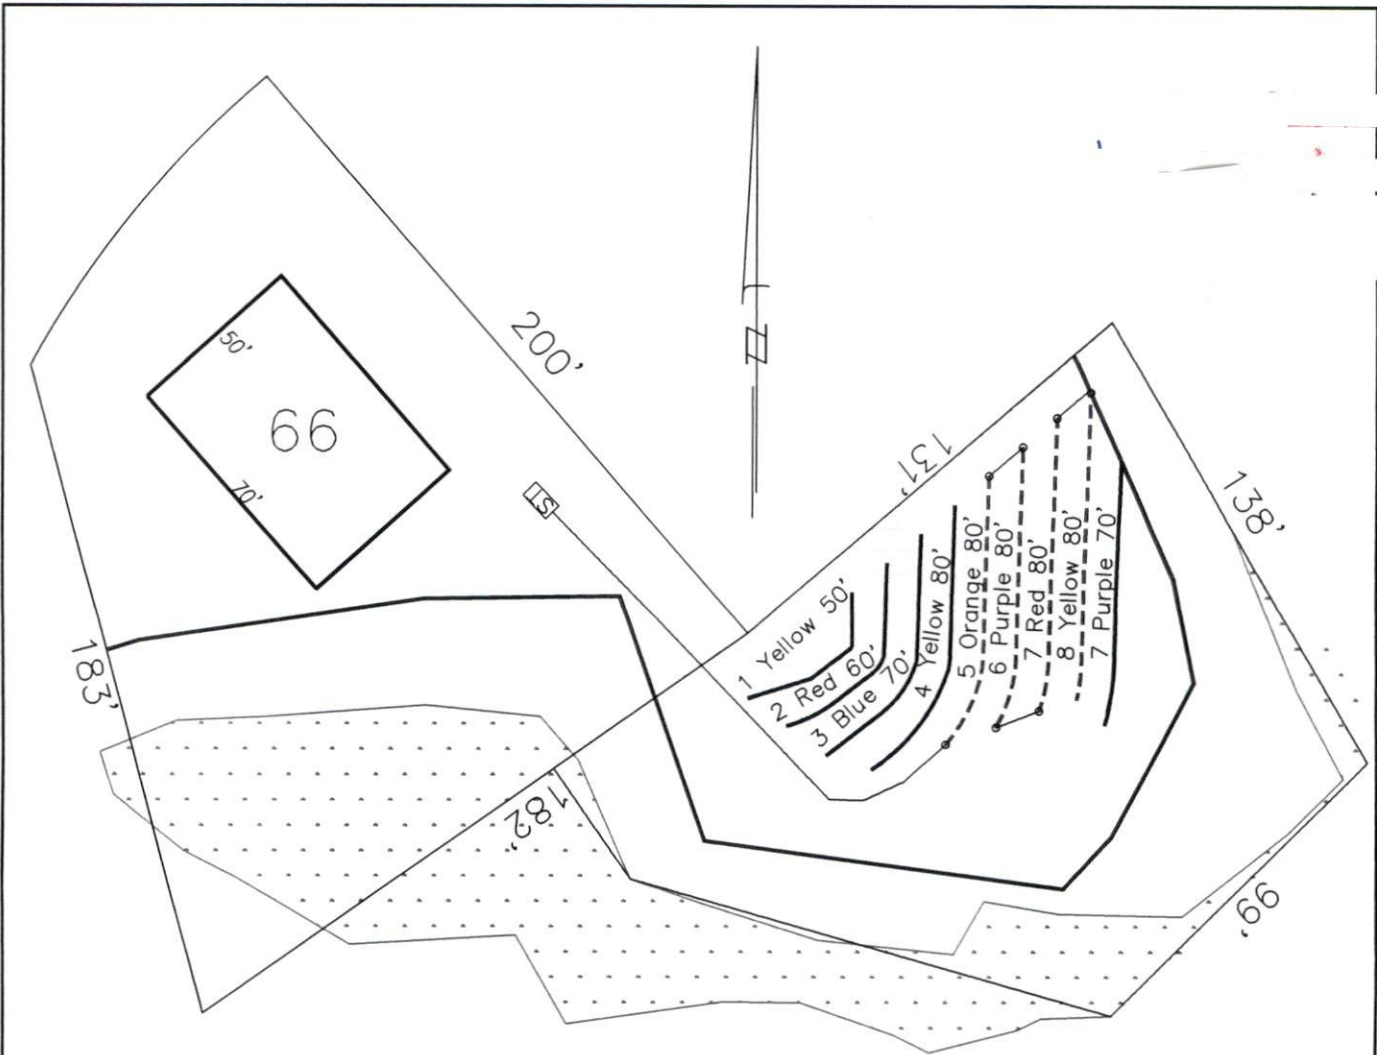 200'
50'
66
70'
ST
N
131'
138'
1 Yellow 50'
2 Red 60'
3 Blue 70'
4 Yellow 80'
5 Orange 80'
6 Purple 80'
7 Red 80'
8 Yellow 80'
7 Purple 70'
183'
182'
99'